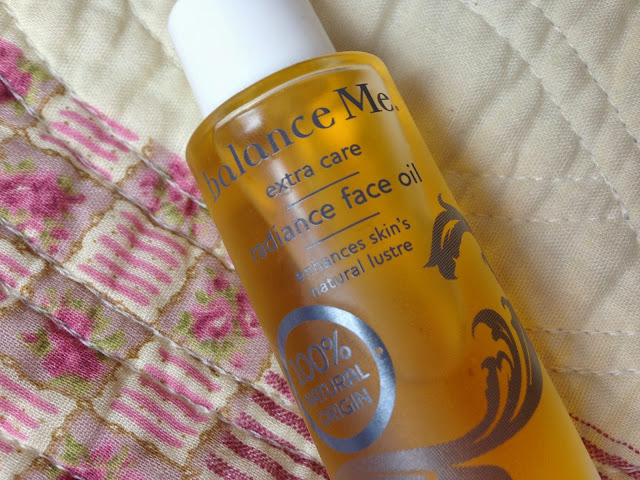 balance Me.
extra care
radiance face oil
enhances skin's
natural lustre
100%
NATURAL
ORIGIN